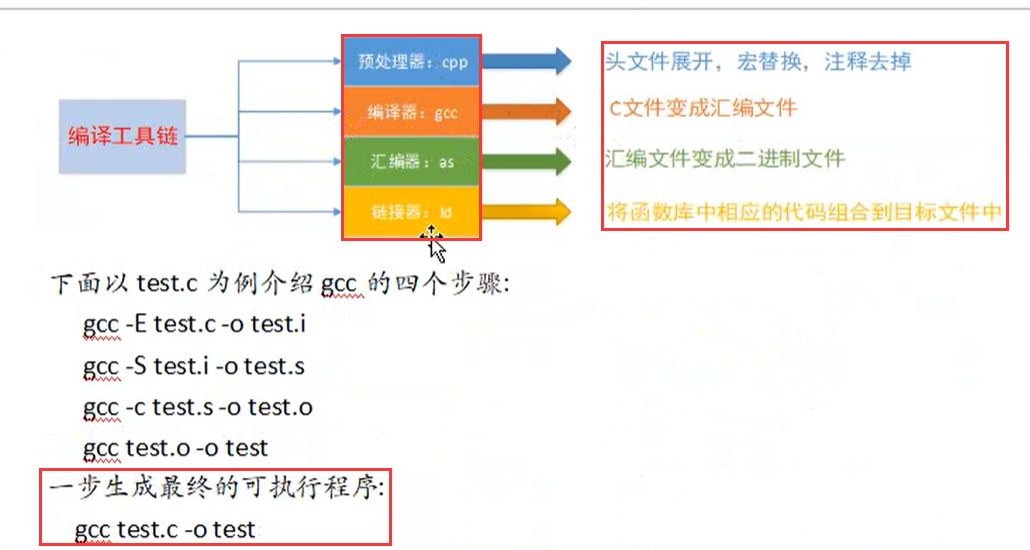 编译工具链
预处理器：cpp
头文件展开，宏替换，注释去掉
编译器：gcc
C文件变成汇编文件
汇编器：as
汇编文件变成二进制文件
链接器：ld
将函数库中相应的代码组合到目标文件中
下面以 test.c 为例介绍 gcc 的四个步骤:
gcc -E test.c -o test.i
gcc -S test.i -o test.s
gcc -c test.s -o test.o
gcc test.o -o test
一步生成最终的可执行程序:
gcc test.c -o test